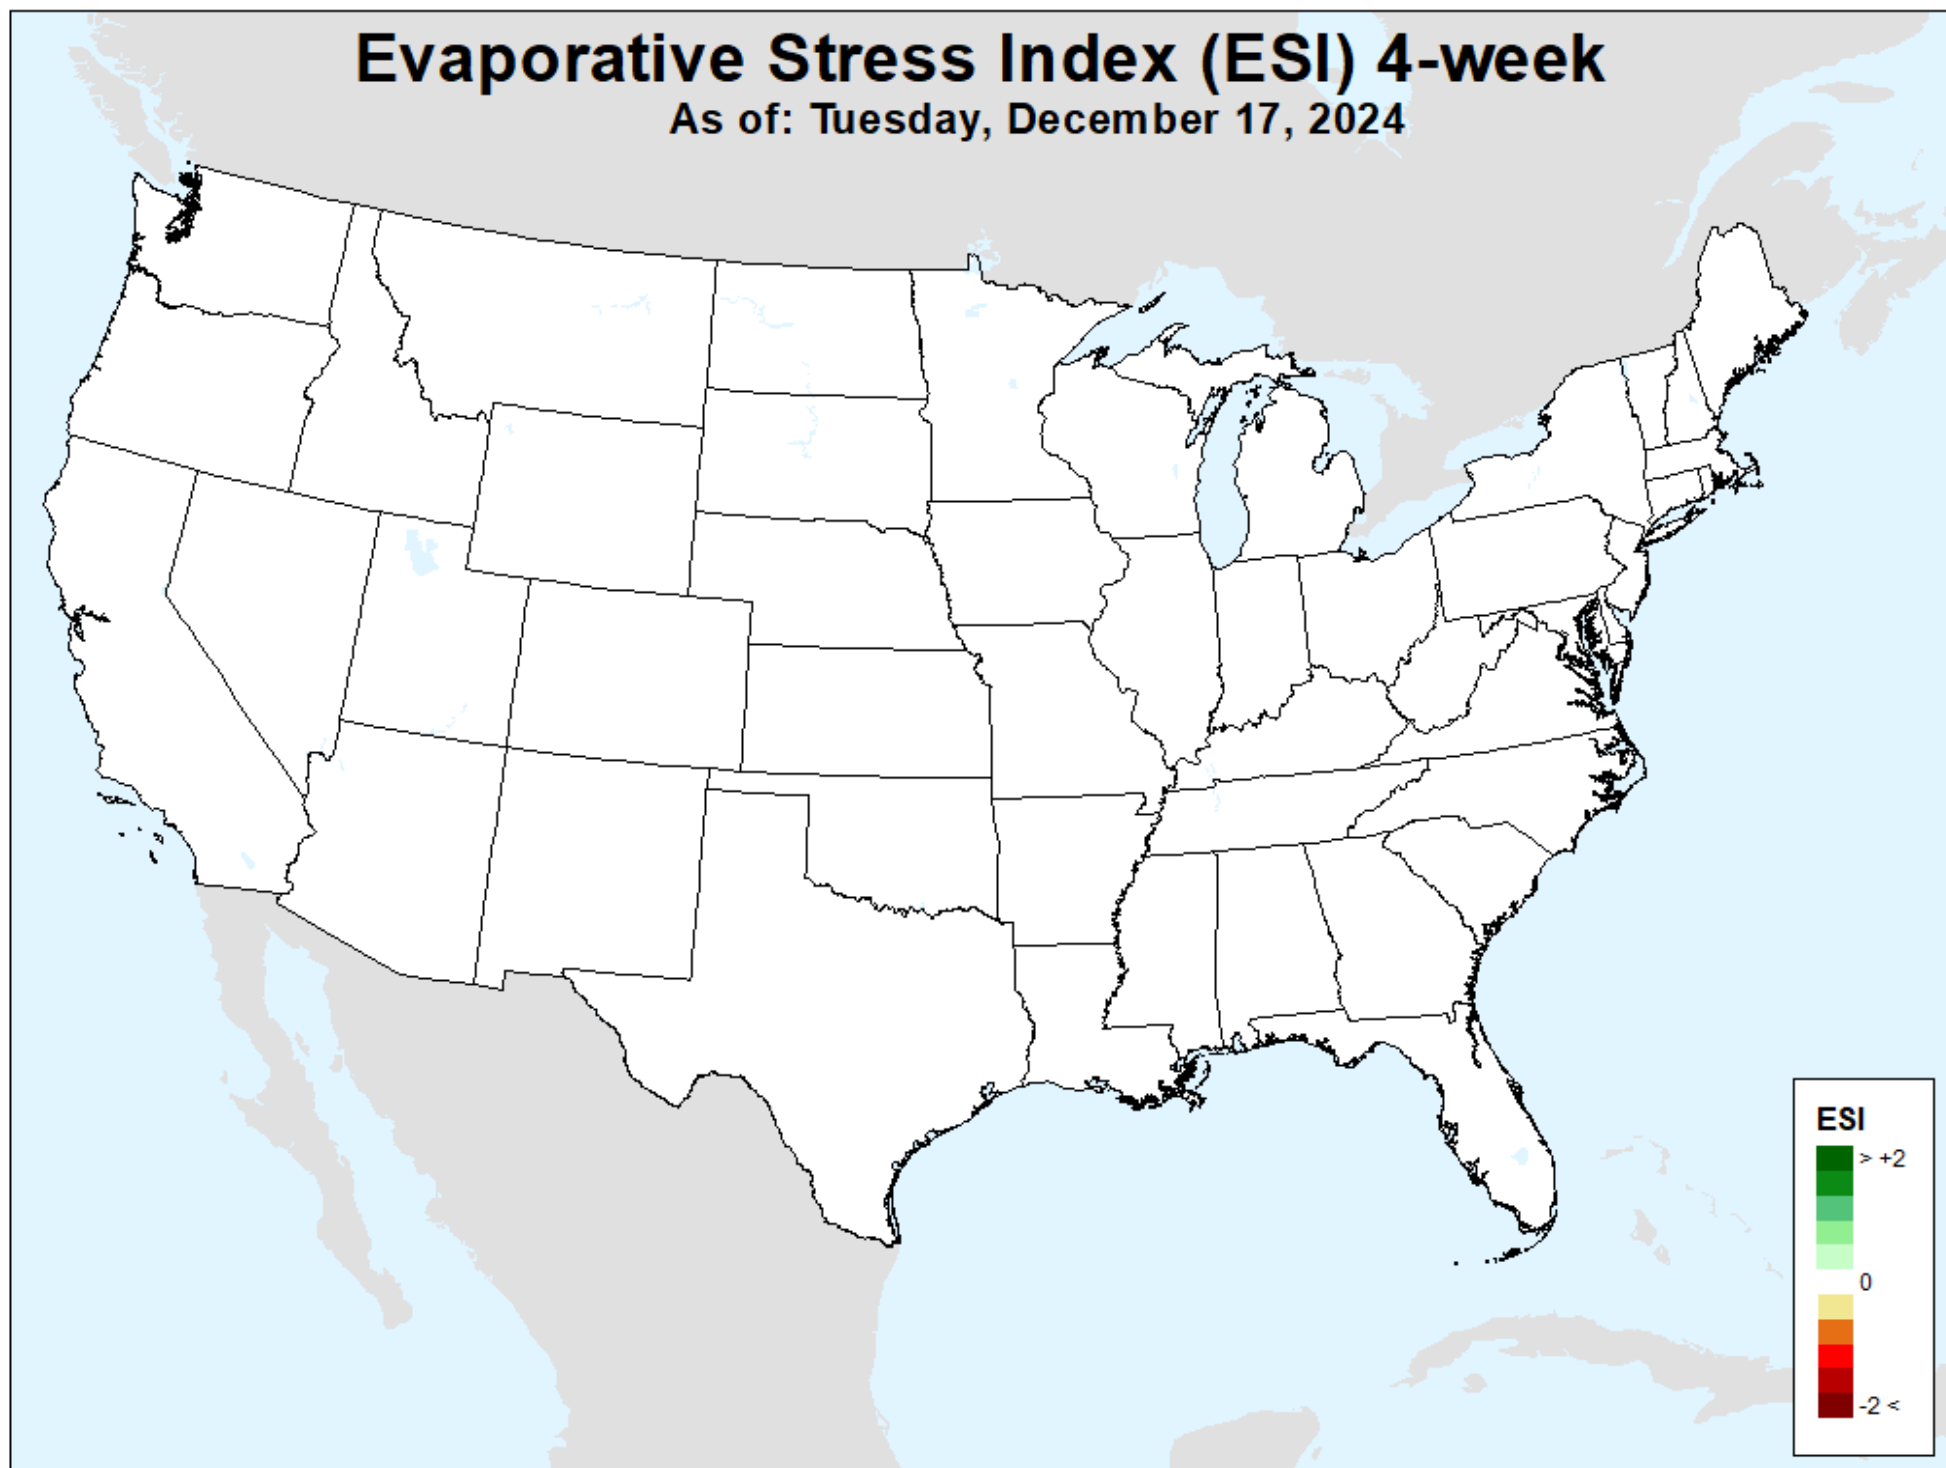 Evaporative Stress Index (ESI) 4-week
As of: Tuesday, December 17, 2024
ESI
> +2
0
-2 <